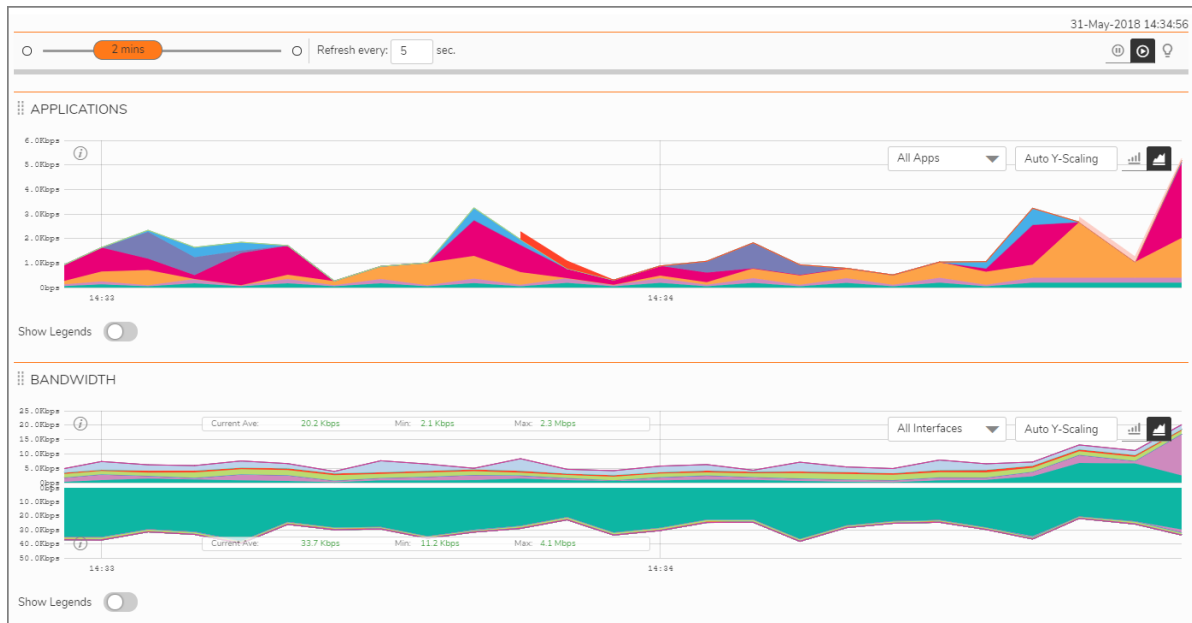 31-May-2018 14:34:56
2 mins Refresh every: 5 sec.
APPLICATIONS
6.0Kbps
All Apps Auto Y-Scaling
5.0Kbps
4.0Kbps
3.0Kbps
2.0Kbps
1.0Kbps
0bps
14:33 14:34
Show Legends
BANDWIDTH
25.0Kbps
20.0Kbps Current Ave: 20.2 Kbps Min: 2.1 Kbps Max: 2.3 Mbps All Interfaces Auto Y-Scaling
15.0Kbps
10.0Kbps
5.0Kbps
0bps
0bps
10.0Kbps
20.0Kbps
30.0Kbps
40.0Kbps Current Ave: 33.7 Kbps Min: 11.2 Kbps Max: 4.1 Mbps
50.0Kbps
14:33 14:34
Show Legends